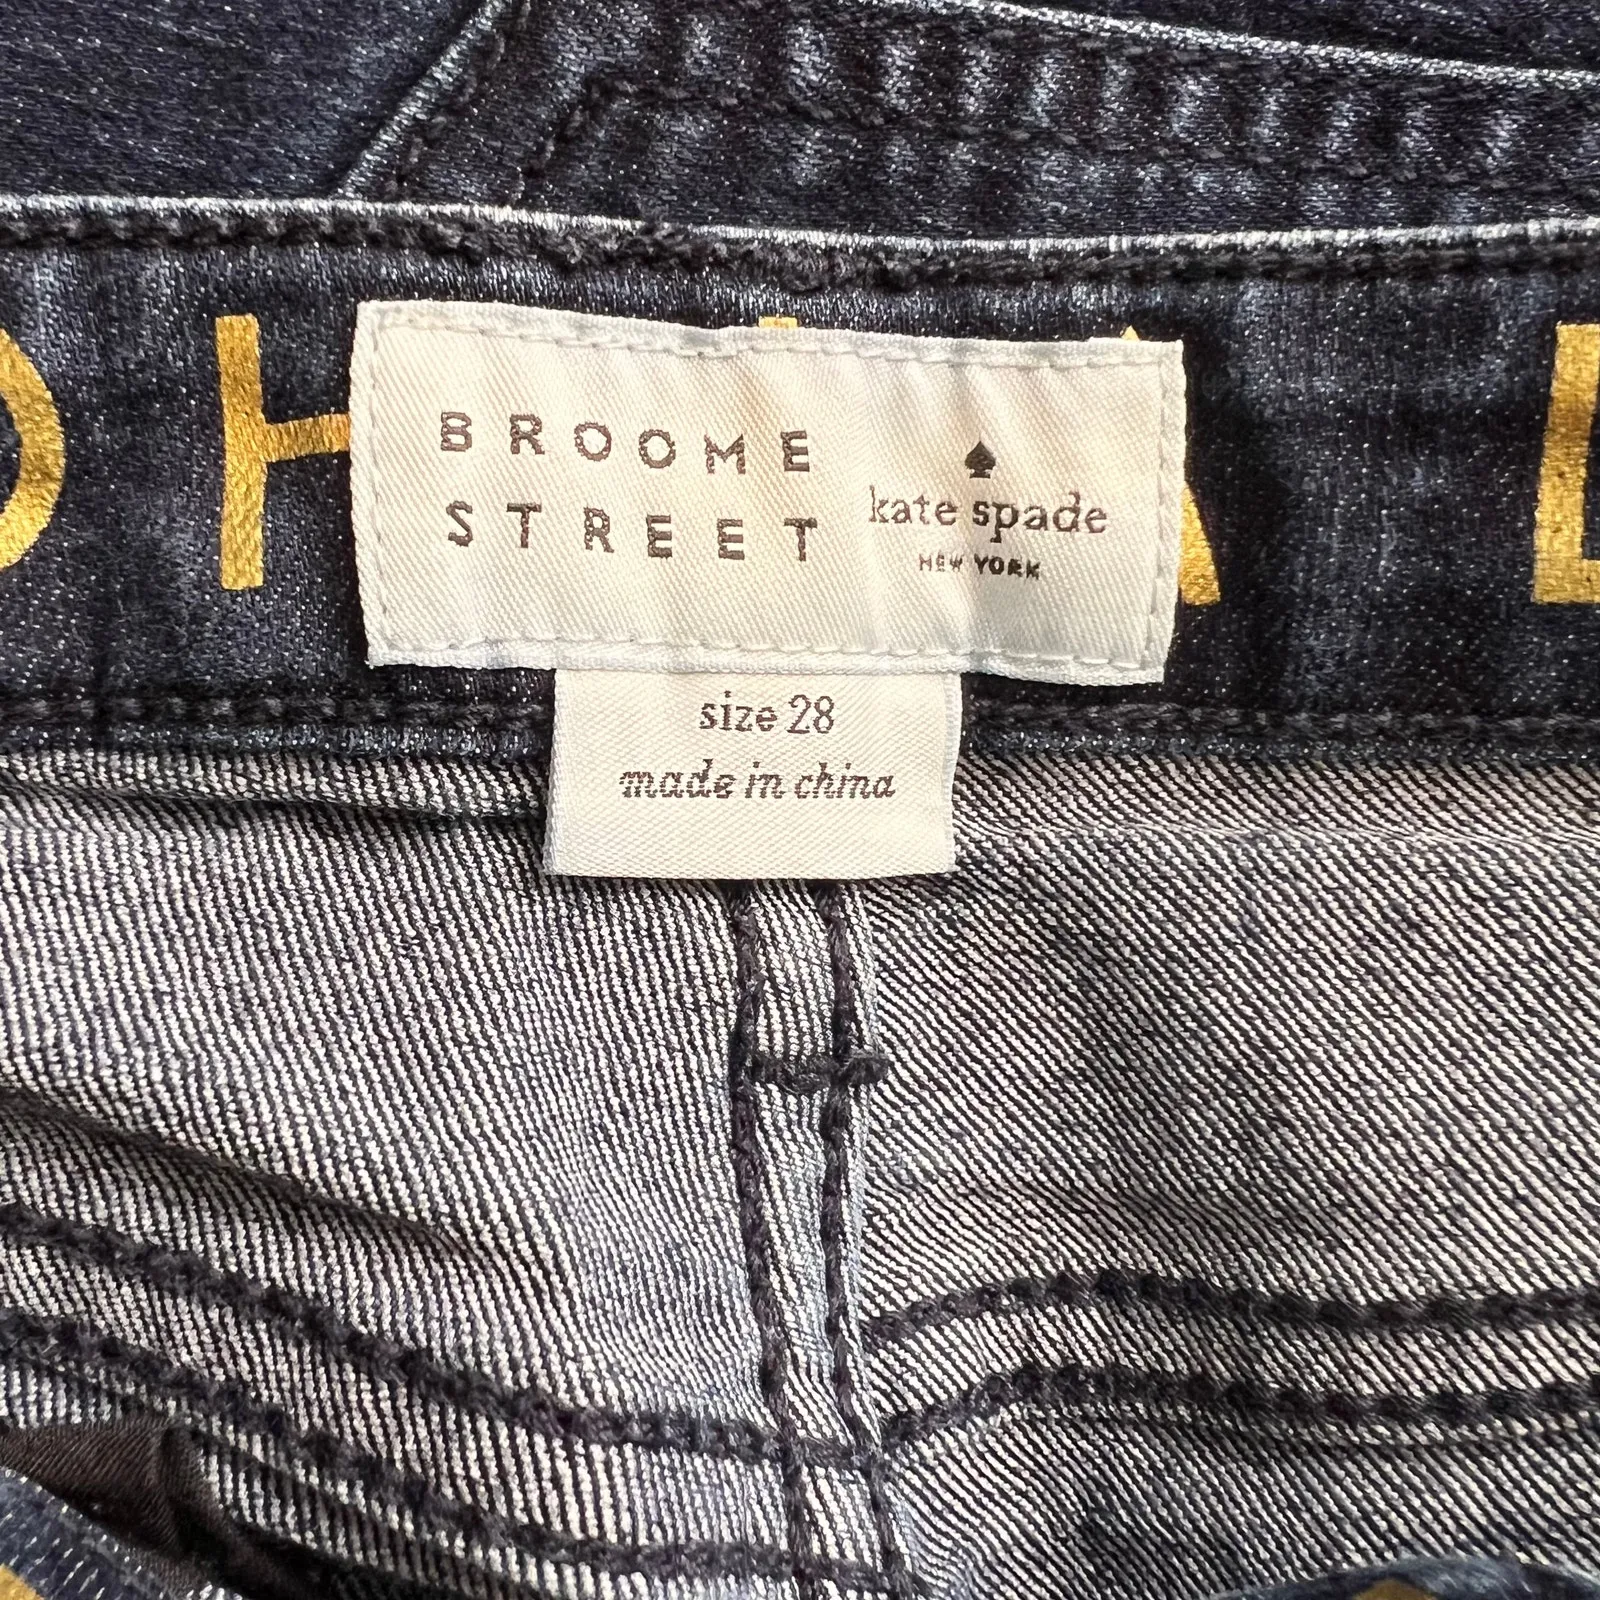 BROOME
STREET
kate spade
NEW YORK
size 28
made in china